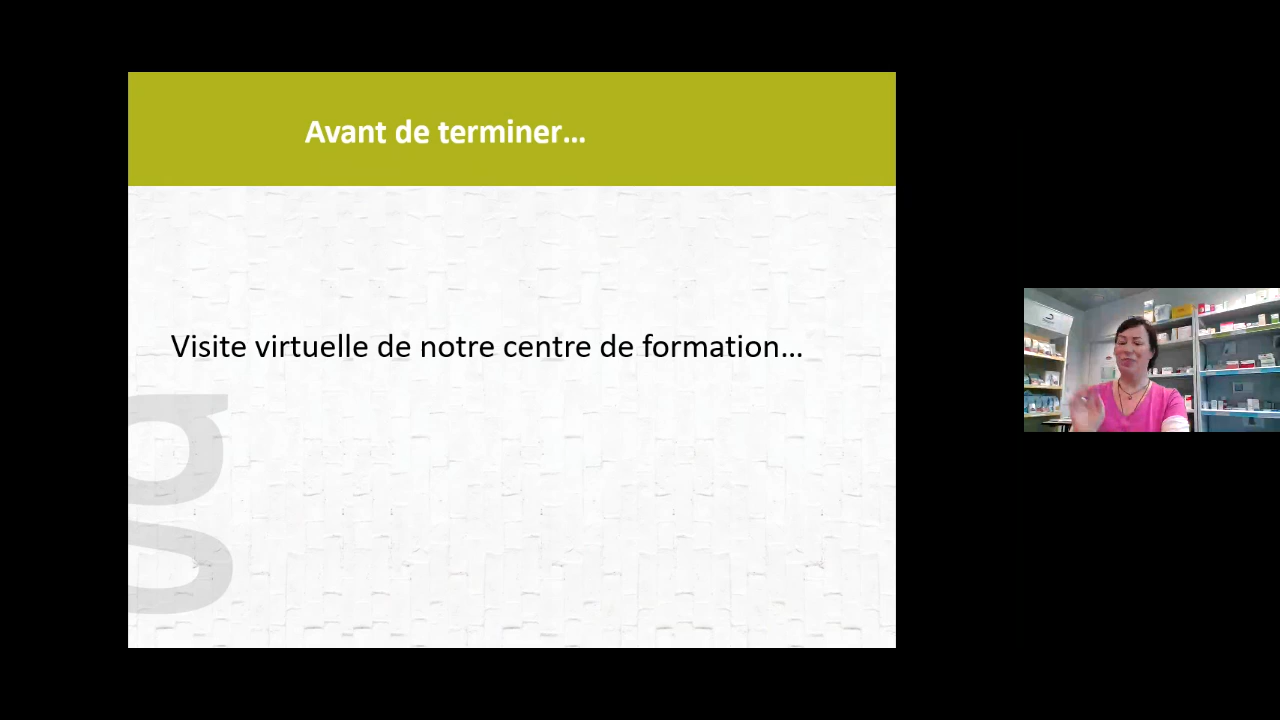 Avant de terminer...
Visite virtuelle de notre centre de formation...
g